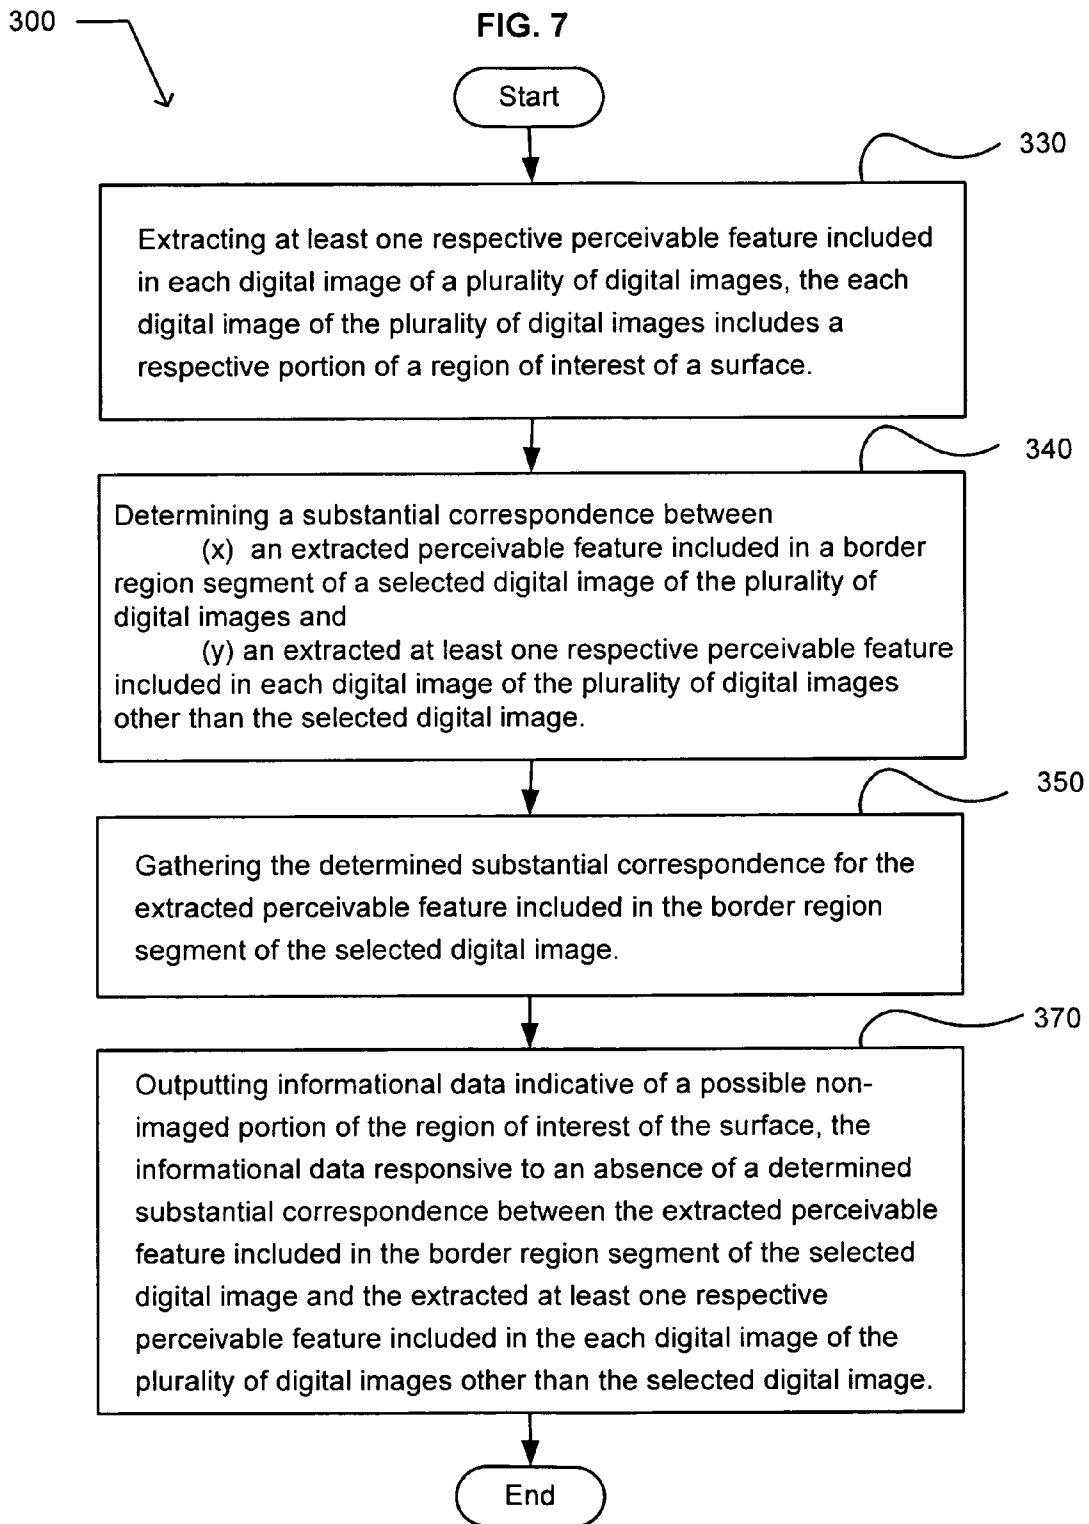 300
FIG. 7
Start
330
Extracting at least one respective perceivable feature included
in each digital image of a plurality of digital images, the each
digital image of the plurality of digital images includes a
respective portion of a region of interest of a surface.
340
Determining a substantial correspondence between
(x) an extracted perceivable feature included in a border
region segment of a selected digital image of the plurality of
digital images and
(y) an extracted at least one respective perceivable feature
included in each digital image of the plurality of digital images
other than the selected digital image.
350
Gathering the determined substantial correspondence for the
extracted perceivable feature included in the border region
segment of the selected digital image.
370
Outputting informational data indicative of a possible non-
imaged portion of the region of interest of the surface, the
informational data responsive to an absence of a determined
substantial correspondence between the extracted perceivable
feature included in the border region segment of the selected
digital image and the extracted at least one respective
perceivable feature included in the each digital image of the
plurality of digital images other than the selected digital image.
End